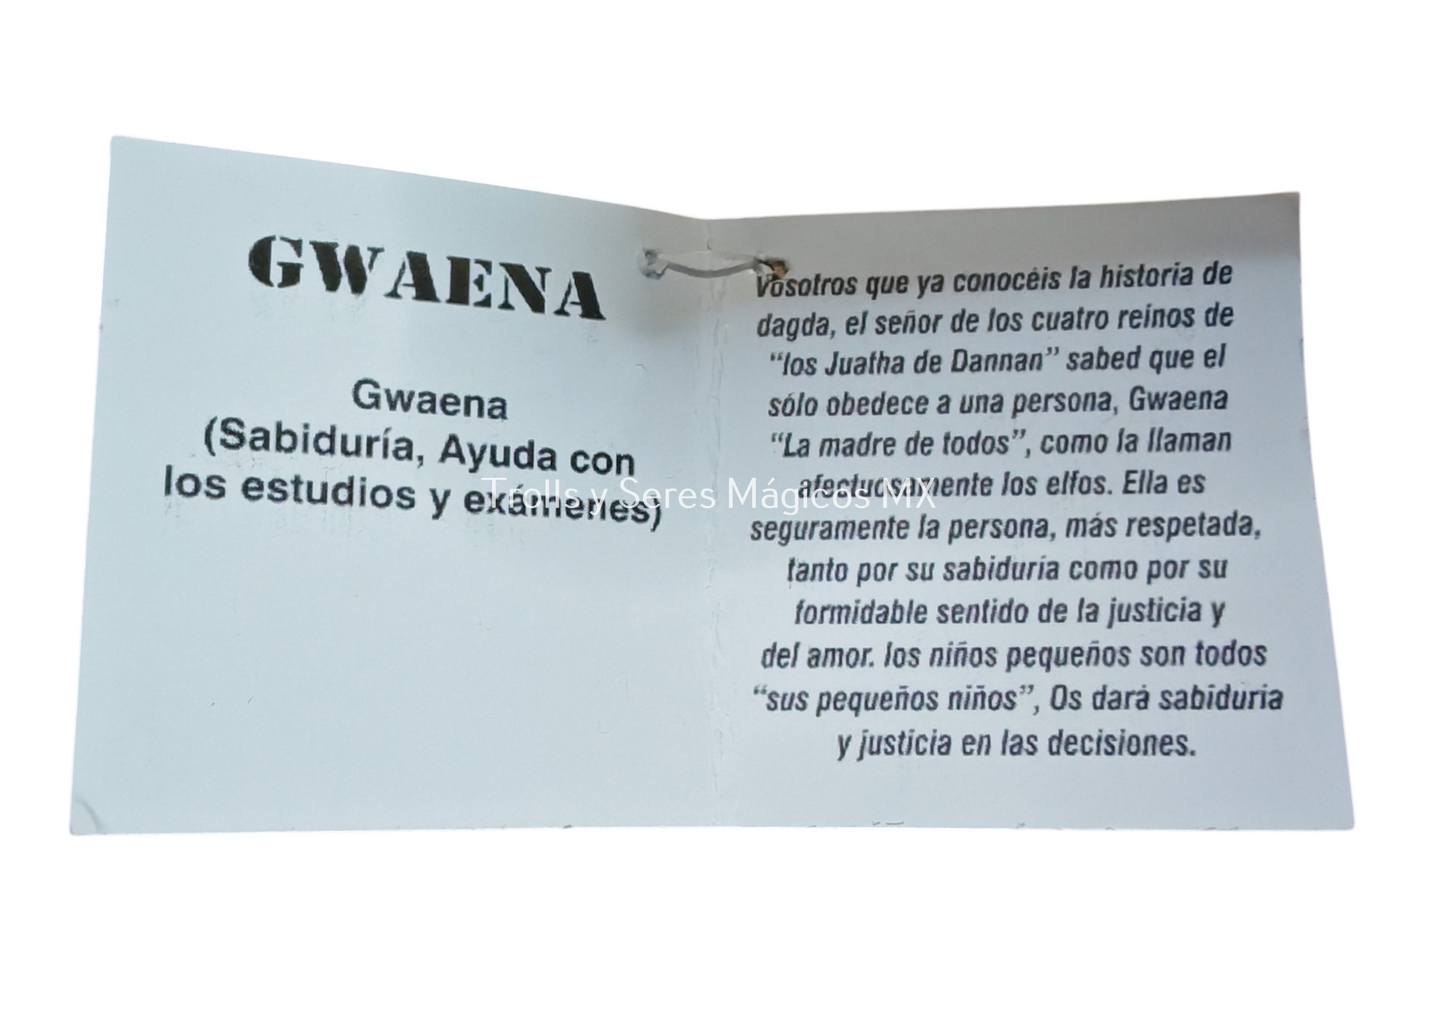 GWAENA
Gwaena
(Sabiduría, Ayuda con
los estudios y exámenes)
Vosotros que ya conocéis la historia de
dagda, el señor de los cuatro reinos de
“los Juatha de Dannan” sabed que el
sólo obedece a una persona, Gwaena
“La madre de todos”, como la llaman
afectuosamente los elfos. Ella es
seguramente la persona, más respetada,
tanto por su sabiduría como por su
formidable sentido de la justicia y
del amor. los niños pequeños son todos
“sus pequeños niños”, Os dará sabiduría
y justicia en las decisiones.
Trolls y Seres Mágicos MX